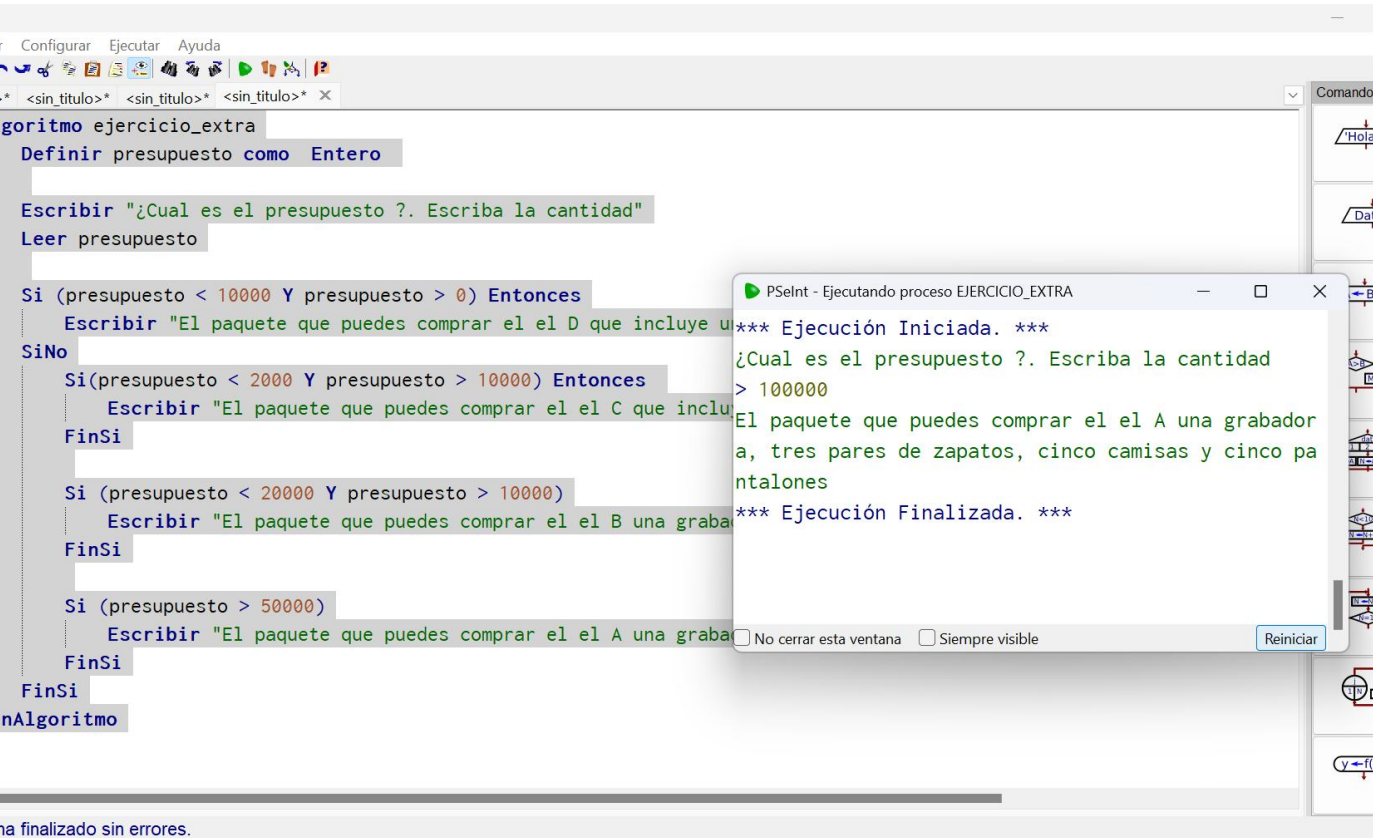 Configurar Ejecutar Ayuda
<sin_titulo>* <sin_titulo>* <sin_titulo>*
goritmo ejercicio_extra
Definir presupuesto como Entero
Escribir "¿Cual es el presupuesto ?. Escriba la cantidad"
Leer presupuesto
Si (presupuesto < 10000 Y presupuesto > 0) Entonces
Escribir "El paquete que puedes comprar el el D que incluye
SiNo
Si(presupuesto < 2000 Y presupuesto > 10000) Entonces
Escribir "El paquete que puedes comprar el el C que inclu
FinSi
Si (presupuesto < 20000 Y presupuesto > 10000)
Escribir "El paquete que puedes comprar el el B una graba
FinSi
Si (presupuesto > 50000)
Escribir "El paquete que puedes comprar el el A una graba
FinSi
FinSi
nAlgoritmo
PSeInt - Ejecutando proceso EJERCICIO_EXTRA
*** Ejecución Iniciada. ***
¿Cual es el presupuesto ?. Escriba la cantidad
> 100000
El paquete que puedes comprar el el A una grabador
a, tres pares de zapatos, cinco camisas y cinco pa
ntalones
*** Ejecución Finalizada. ***
No cerrar esta ventana Siempre visible Reiniciar
Comando
'Hola
Dat
ha finalizado sin errores.